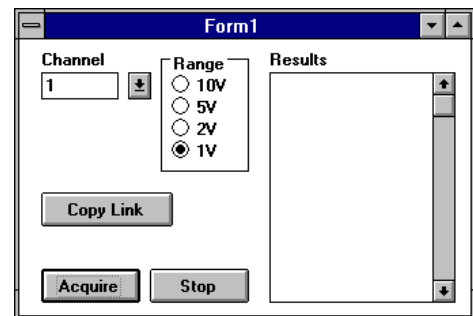 Form1
Channel
1
Range
10V
5V
2V
1V
Results
Copy Link
Acquire
Stop